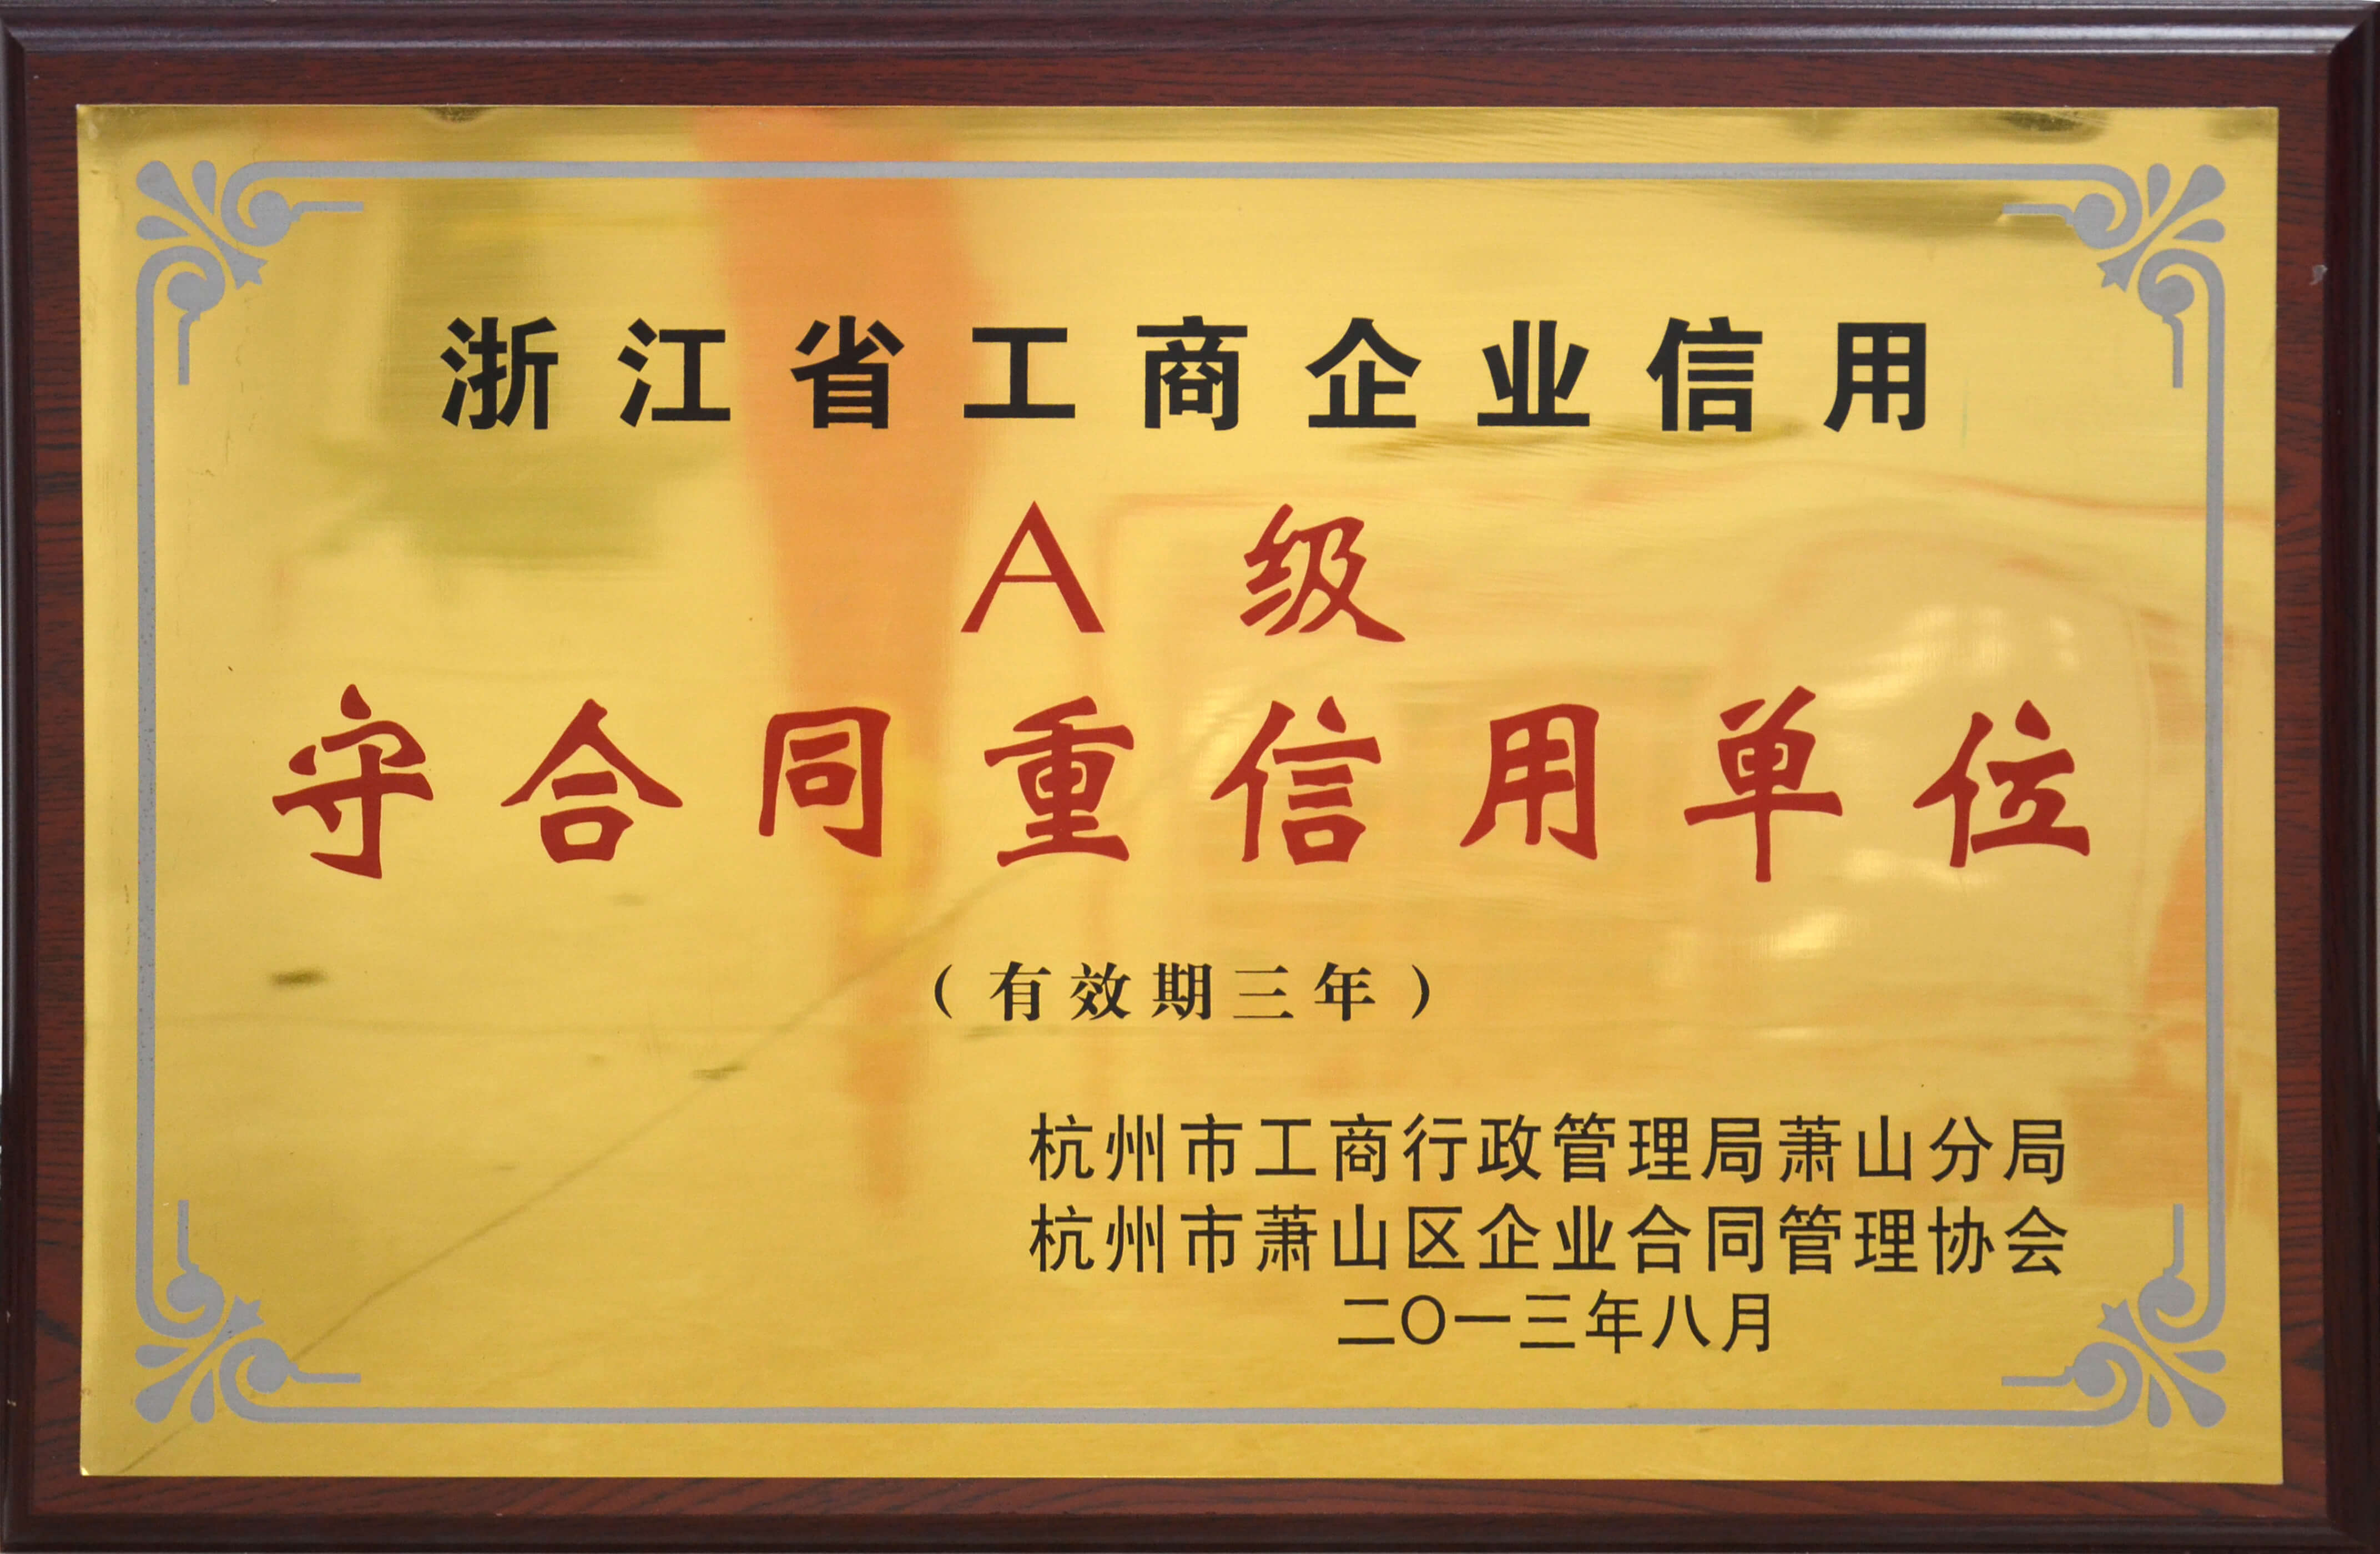 浙江省工商企业信用
A 级
守合同重信用单位
（有效期三年）
杭州市工商行政管理局萧山分局
杭州市萧山区企业合同管理协会
二〇一三年八月